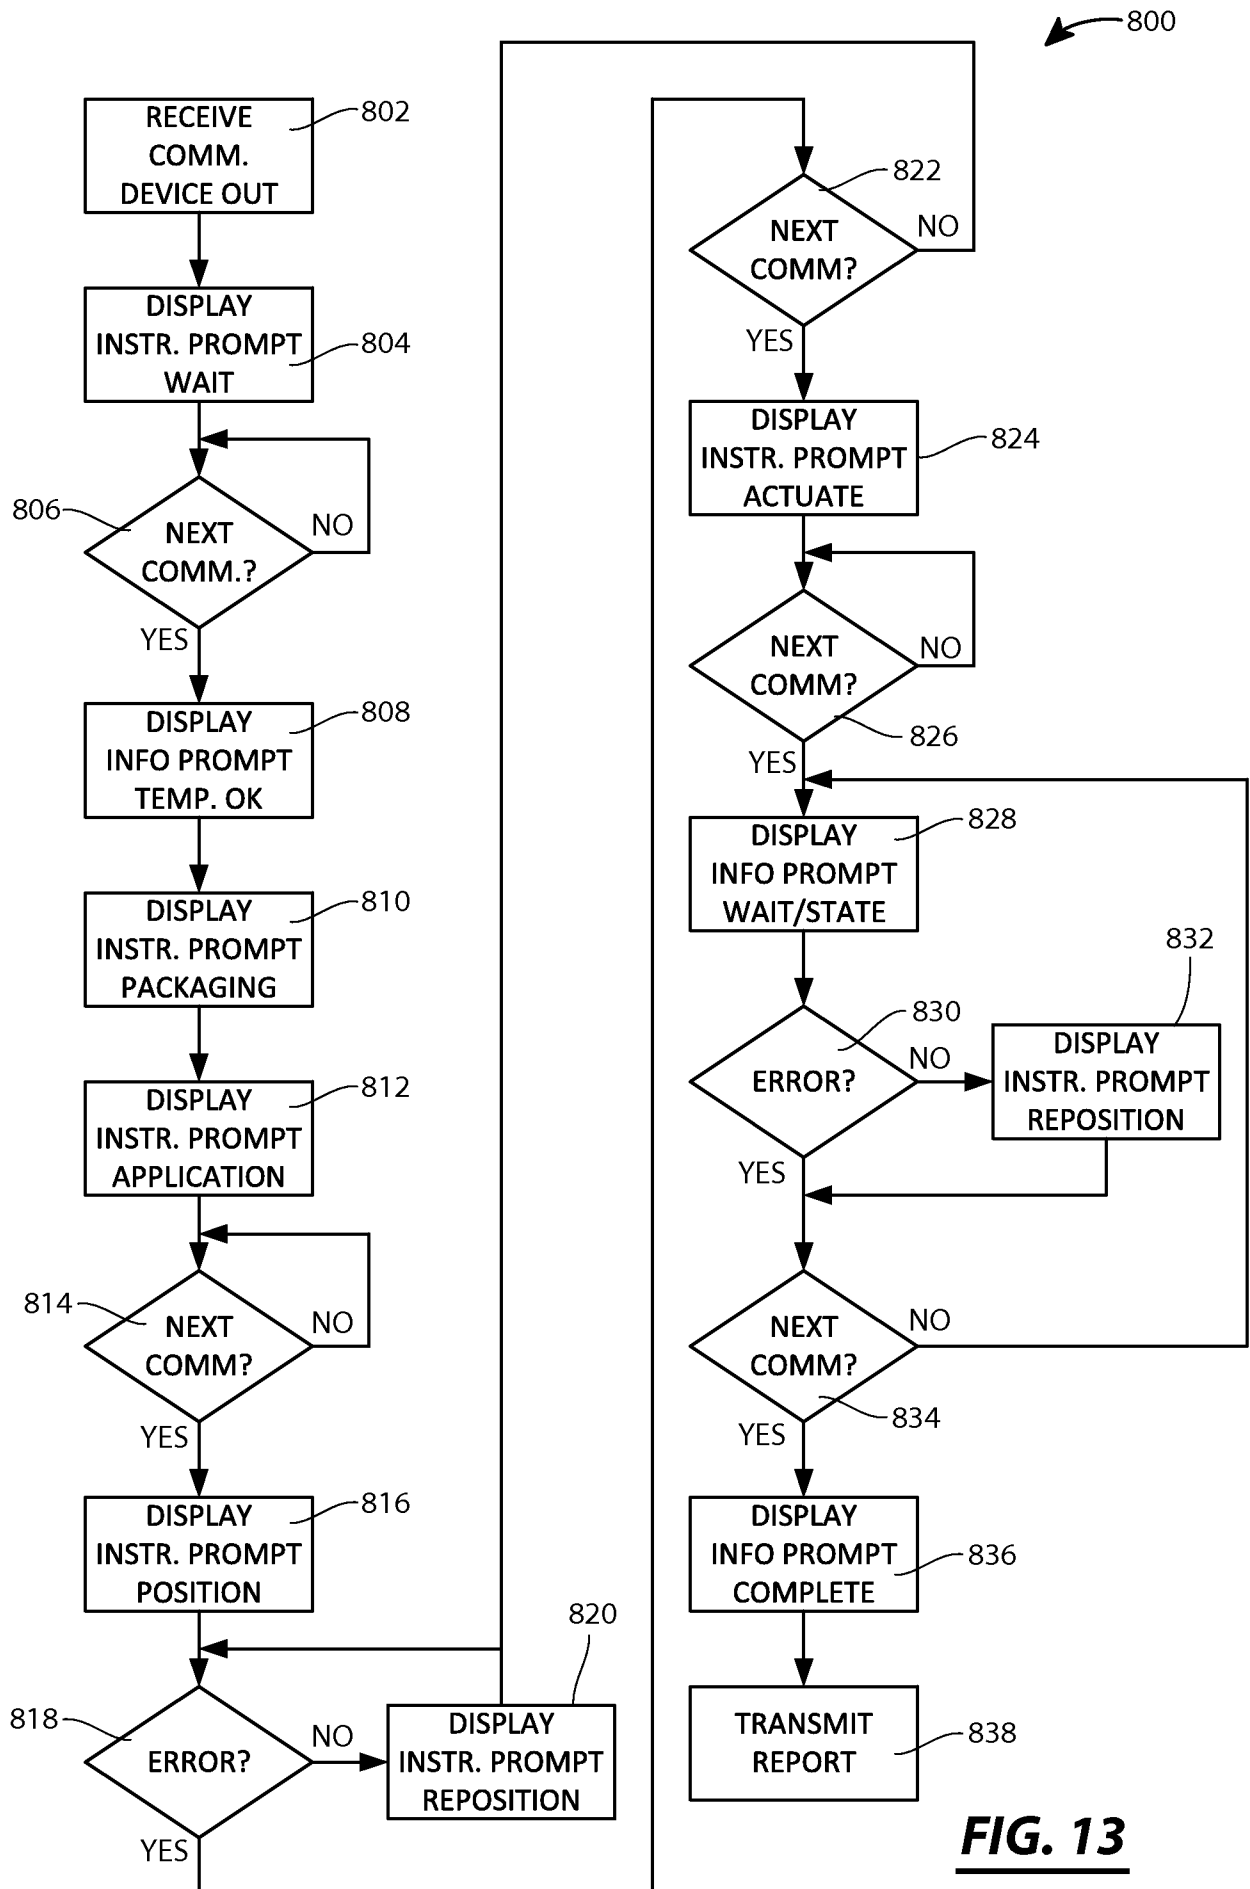 800
RECEIVE
COMM.
DEVICE OUT
802
DISPLAY
INSTR. PROMPT
WAIT
804
806
NEXT
COMM.?
NO
YES
DISPLAY
INFO PROMPT
TEMP. OK
808
DISPLAY
INSTR. PROMPT
PACKAGING
810
DISPLAY
INSTR. PROMPT
APPLICATION
812
814
NEXT
COMM?
NO
YES
DISPLAY
INSTR. PROMPT
POSITION
816
818
ERROR?
NO
YES
820
DISPLAY
INSTR. PROMPT
REPOSITION
822
NEXT
COMM?
NO
YES
DISPLAY
INSTR. PROMPT
ACTUATE
824
NEXT
COMM?
NO
826
YES
DISPLAY
INFO PROMPT
WAIT/STATE
828
830
ERROR?
NO
YES
832
DISPLAY
INSTR. PROMPT
REPOSITION
NEXT
COMM?
NO
834
YES
DISPLAY
INFO PROMPT
COMPLETE
836
TRANSMIT
REPORT
838
FIG. 13